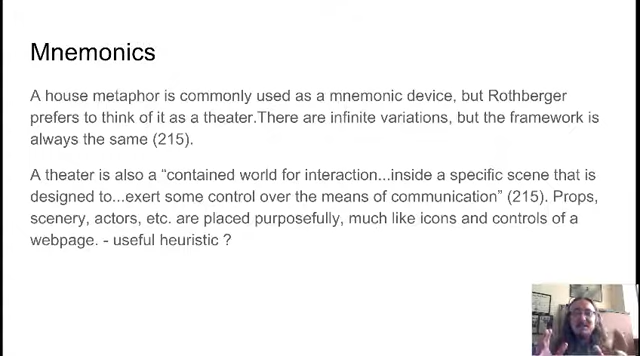 Mnemonics
A house metaphor is commonly used as a mnemonic device, but Rothberger
prefers to think of it as a theater.There are infinite variations, but the framework is
always the same (215).
A theater is also a “contained world for interaction...inside a specific scene that is
designed to...exert some control over the means of communication” (215). Props,
scenery, actors, etc. are placed purposefully, much like icons and controls of a
webpage. - useful heuristic ?